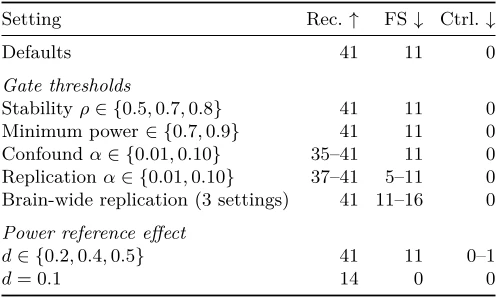 Setting Rec. ↑ FS ↓ Ctrl. ↓
Defaults 41 11 0
Gate thresholds
Stability ρ ∈ {0.5, 0.7, 0.8} 41 11 0
Minimum power ∈ {0.7, 0.9} 41 11 0
Confound α ∈ {0.01, 0.10} 35–41 11 0
Replication α ∈ {0.01, 0.10} 37–41 5–11 0
Brain-wide replication (3 settings) 41 11–16 0
Power reference effect
d ∈ {0.2, 0.4, 0.5} 41 11 0–1
d = 0.1 14 0 0